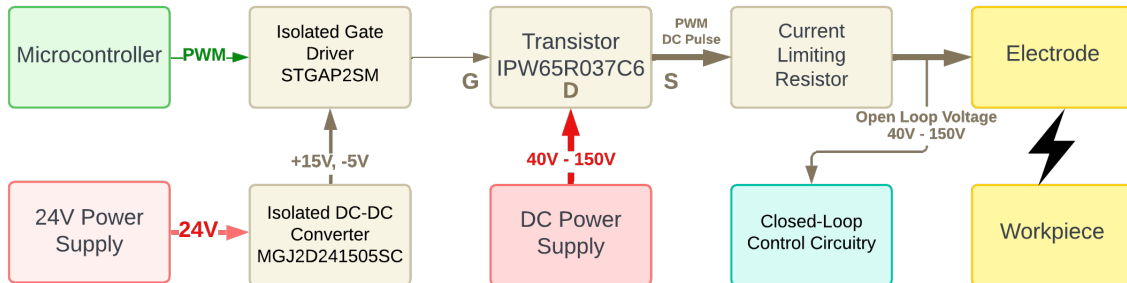 Microcontroller
PWM
Isolated Gate
Driver
STGAP2SM
G
Transistor
IPW65R037C6
D
PWM
DC Pulse
S
Current
Limiting
Resistor
Electrode
Open Loop Voltage
40V - 150V
+15V, -5V
40V - 150V
24V Power
Supply
24V
Isolated DC-DC
Converter
MGJ2D241505SC
DC Power
Supply
Closed-Loop
Control Circuitry
Workpiece